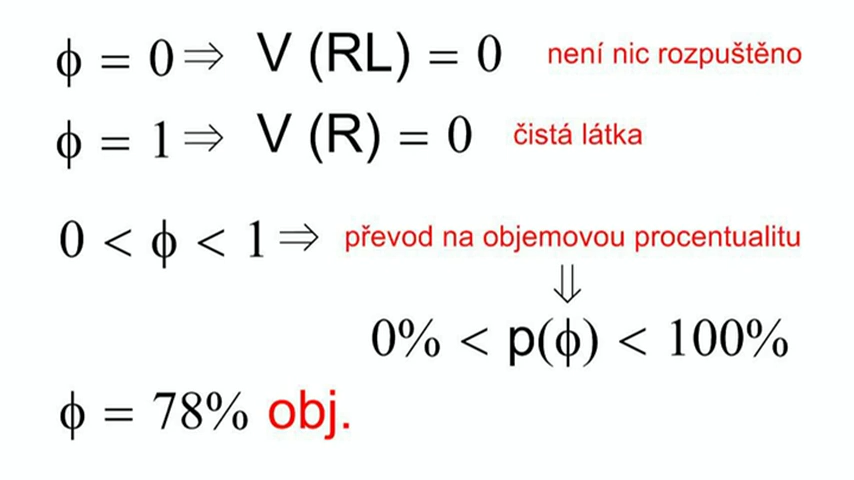 ϕ = 0 ⇒ V (RL) = 0 není nic rozpuštěno
ϕ = 1 ⇒ V (R) = 0 čistá látka
0 < ϕ < 1 ⇒ převod na objemovou procentualitu
⇓
0% < p(ϕ) < 100%
ϕ = 78% obj.